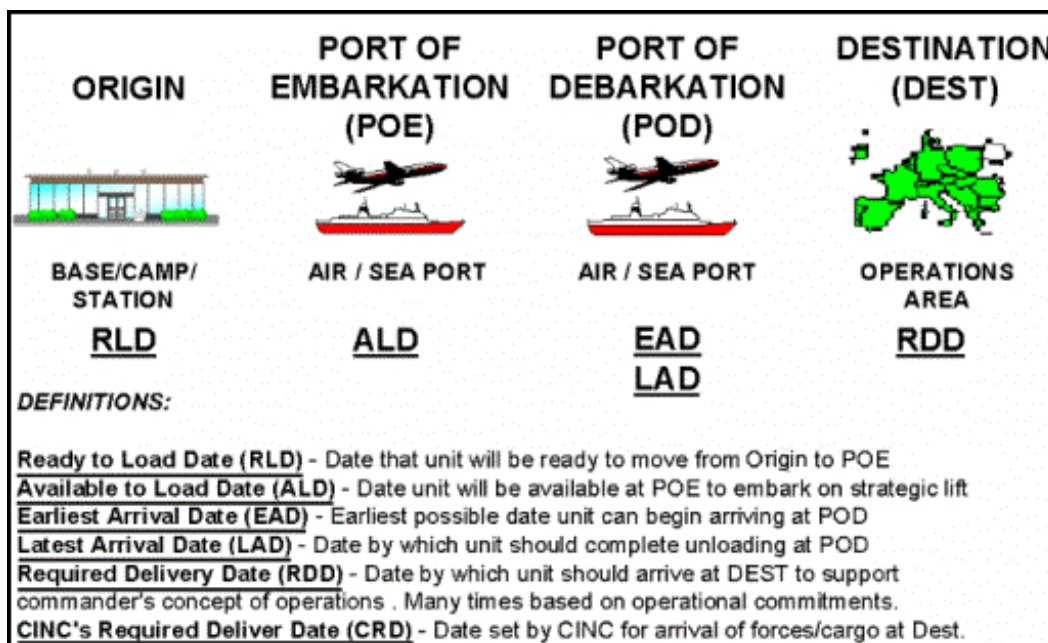 ORIGIN
PORT OF
EMBARKATION
(POE)
PORT OF
DEBARKATION
(POD)
DESTINATION
(DEST)
BASE/CAMP/
STATION
AIR / SEA PORT
AIR / SEA PORT
OPERATIONS
AREA
RLD
ALD
EAD
LAD
RDD
DEFINITIONS:
Ready to Load Date (RLD) - Date that unit will be ready to move from Origin to POE
Available to Load Date (ALD) - Date unit will be available at POE to embark on strategic lift
Earliest Arrival Date (EAD) - Earliest possible date unit can begin arriving at POD
Latest Arrival Date (LAD) - Date by which unit should complete unloading at POD
Required Delivery Date (RDD) - Date by which unit should arrive at DEST to support
commander's concept of operations . Many times based on operational commitments.
CINC's Required Deliver Date (CRD) - Date set by CINC for arrival of forces/cargo at Dest.